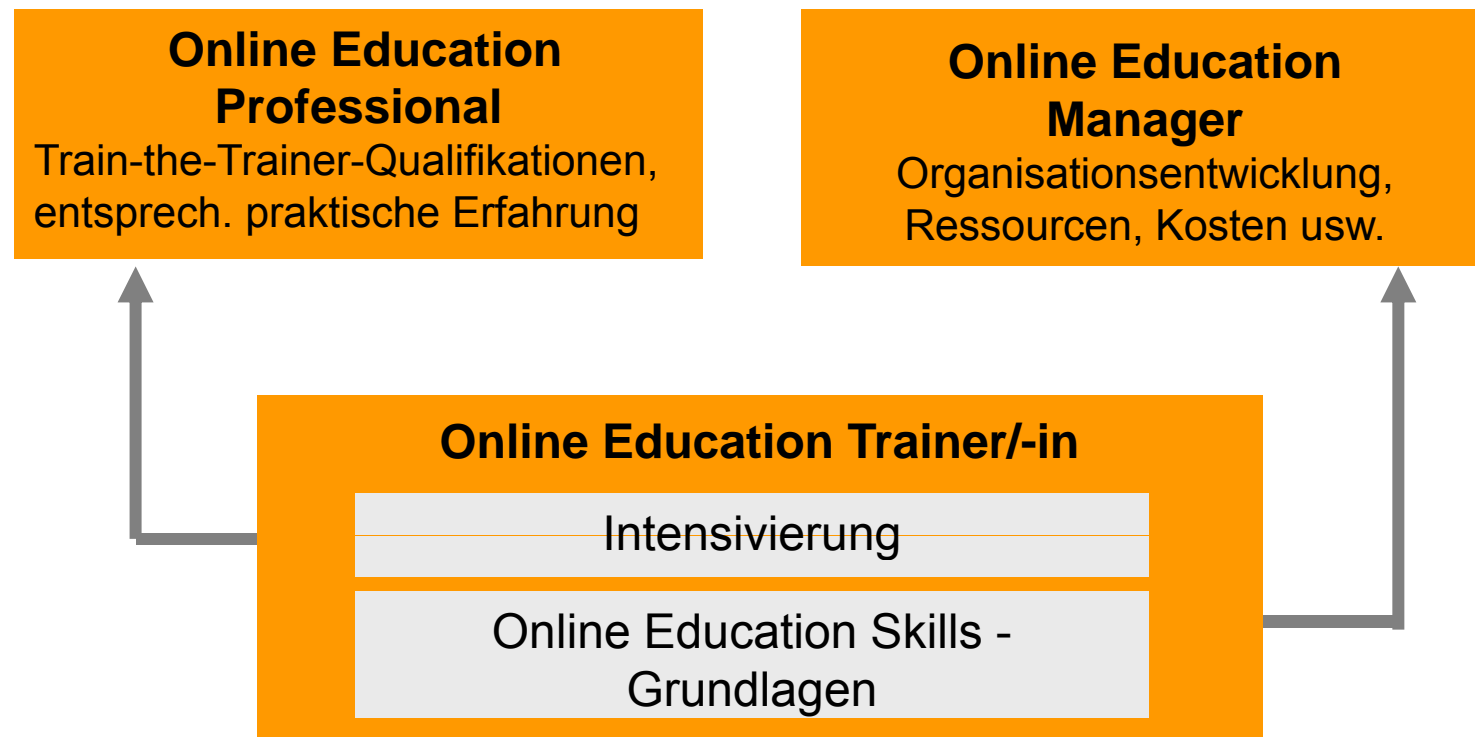 Online Education
Professional
Train-the-Trainer-Qualifikationen,
entsprech. praktische Erfahrung
Online Education
Manager
Organisationsentwicklung,
Ressourcen, Kosten usw.
Online Education Trainer/-in
Intensivierung
Online Education Skills -
Grundlagen